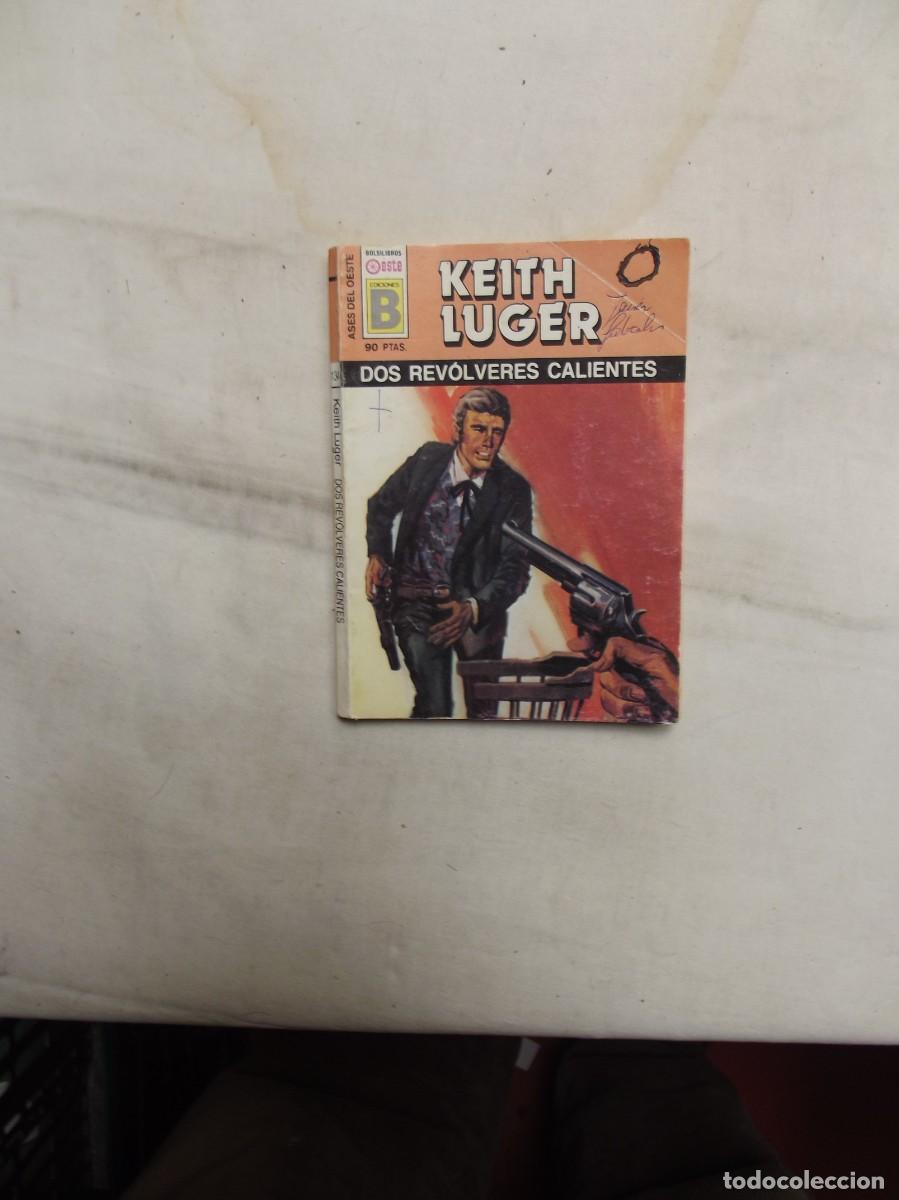 ASES DEL OESTE
BOLSILIBROS
Oeste
EDICIONES
B
90 PTAS.
KEITH
LUGER
DOS REVÓLVERES CALIENTES
Keith Luger DOS REVÓLVERES CALIENTES
todocoleccion